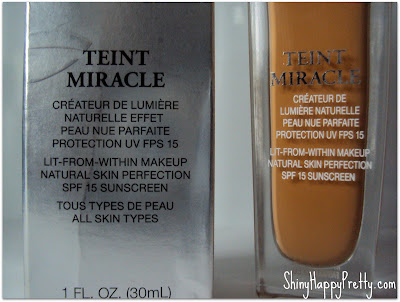 TEINT
MIRACLE
CRÉATEUR DE LUMIÈRE
NATURELLE EFFET
PEAU NUE PARFAITE
PROTECTION UV FPS 15
LIT-FROM-WITHIN MAKEUP
NATURAL SKIN PERFECTION
SPF 15 SUNSCREEN
TOUS TYPES DE PEAU
ALL SKIN TYPES
1 FL. OZ. (30mL)
TEINT
MIRACLE
CRÉATEUR DE
LUMIÈRE NATURELLE
PEAU NUE PARFAITE
PROTECTION UV FPS 15
LIT-FROM-WITHIN MAKEUP
NATURAL SKIN PERFECTION
SPF 15 SUNSCREEN
ShinyHappyPretty.com